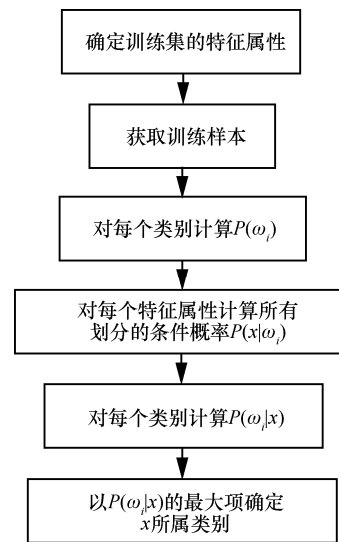 确定训练集的特征属性
获取训练样本
对每个类别计算P(ωᵢ)
对每个特征属性计算所有
划分的条件概率P(x|ωᵢ)
对每个类别计算P(ωᵢ|x)
以P(ωᵢ|x)的最大项确定
x所属类别